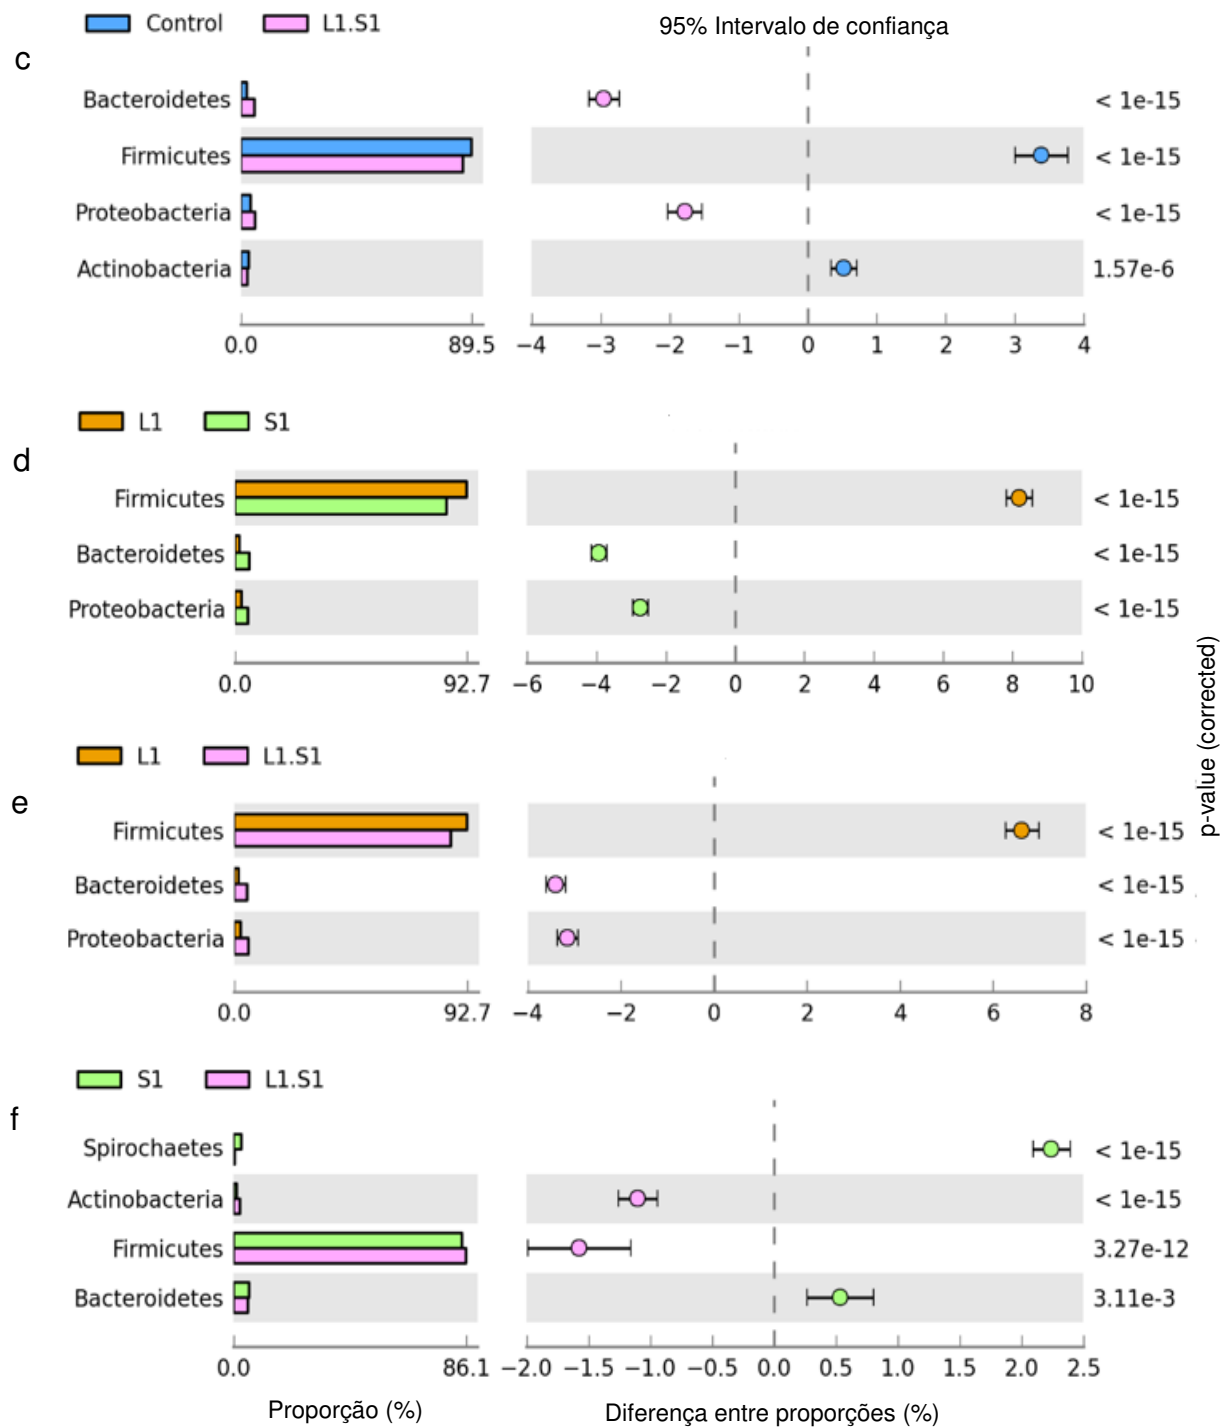 Control L1.S1 95% Intervalo de confiança
c
Bacteroidetes < 1e-15
Firmicutes < 1e-15
Proteobacteria < 1e-15
Actinobacteria 1.57e-6
0.0 89.5 −4 −3 −2 −1 0 1 2 3 4
L1 S1
d
Firmicutes < 1e-15
Bacteroidetes < 1e-15
Proteobacteria < 1e-15
0.0 92.7 −6 −4 −2 0 2 4 6 8 10
p-value (corrected)
L1 L1.S1
e
Firmicutes < 1e-15
Bacteroidetes < 1e-15
Proteobacteria < 1e-15
0.0 92.7 −4 −2 0 2 4 6 8
S1 L1.S1
f
Spirochaetes < 1e-15
Actinobacteria < 1e-15
Firmicutes 3.27e-12
Bacteroidetes 3.11e-3
0.0 86.1 −2.0 −1.5 −1.0 −0.5 0.0 0.5 1.0 1.5 2.0 2.5
Proporção (%) Diferença entre proporções (%)